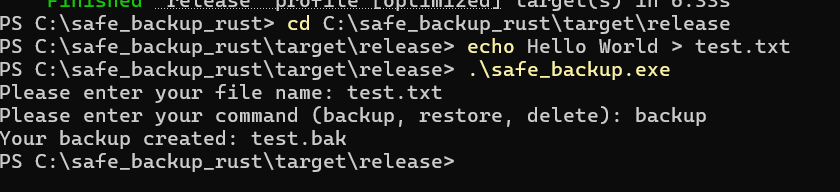 Finished `release` profile [optimized] target(s) in 6.33s
PS C:\safe_backup_rust> cd C:\safe_backup_rust\target\release
PS C:\safe_backup_rust\target\release> echo Hello World > test.txt
PS C:\safe_backup_rust\target\release> .\safe_backup.exe
Please enter your file name: test.txt
Please enter your command (backup, restore, delete): backup
Your backup created: test.bak
PS C:\safe_backup_rust\target\release>